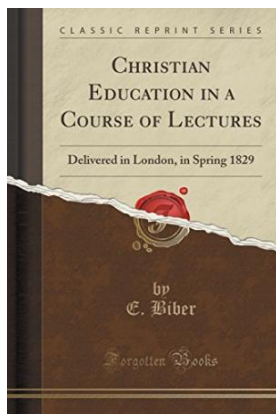 CLASSIC REPRINT SERIES
CHRISTIAN
EDUCATION IN A
COURSE OF LECTURES
Delivered in London, in Spring 1829
by
E. Biber
Forgotten Books